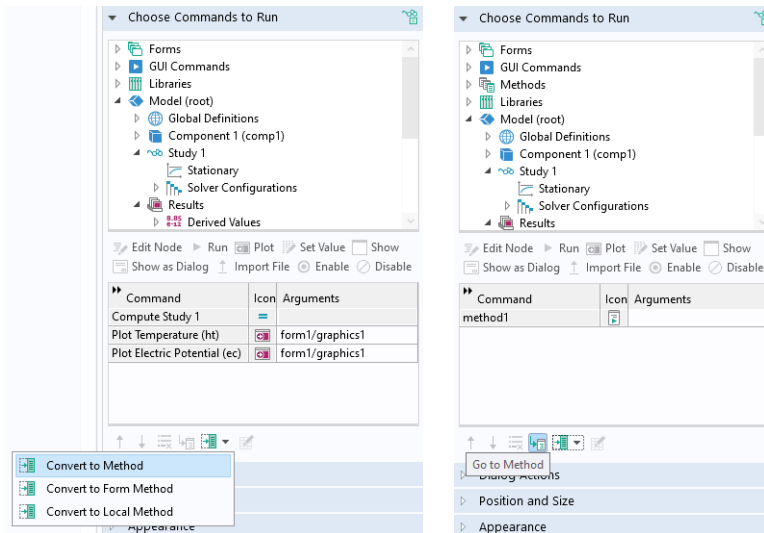 Choose Commands to Run
Forms
GUI Commands
Libraries
Model (root)
Global Definitions
Component 1 (comp1)
Study 1
Stationary
Solver Configurations
Results
8.85
e-12
Derived Values
Edit Node Run Plot Set Value Show
Show as Dialog Import File Enable Disable
Command Icon Arguments
Compute Study 1
Plot Temperature (ht) form1/graphics1
Plot Electric Potential (ec) form1/graphics1
Convert to Method
Convert to Form Method
Convert to Local Method
Appearance
Choose Commands to Run
Forms
GUI Commands
Methods
Libraries
Model (root)
Global Definitions
Component 1 (comp1)
Study 1
Stationary
Solver Configurations
Results
Edit Node Run Plot Set Value Show
Show as Dialog Import File Enable Disable
Command Icon Arguments
method1
Go to Method
Dialog Actions
Position and Size
Appearance